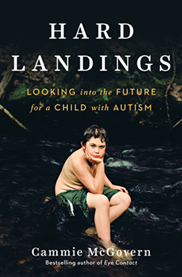 HARD
LANDINGS
LOOKING into the FUTURE
for a CHILD with AUTISM
Cammie McGovern
Bestselling author of Eye Contact